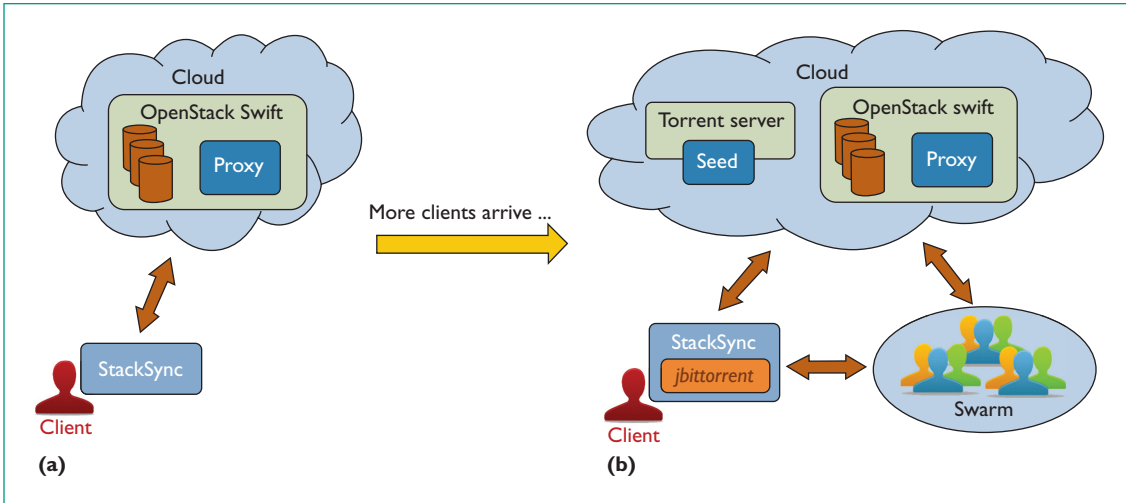 Cloud
OpenStack Swift
Proxy
StackSync
Client
(a)
More clients arrive ...
Cloud
Torrent server
Seed
OpenStack swift
Proxy
StackSync
jbittorrent
Client
Swarm
(b)